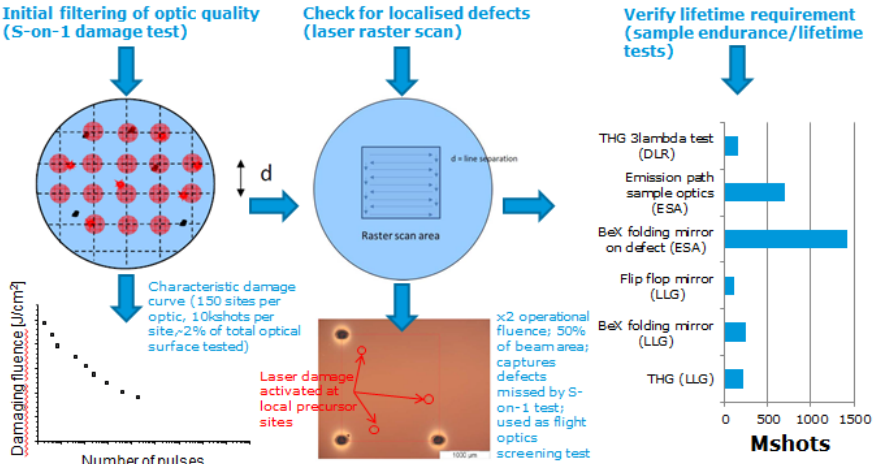 Initial filtering of optic quality
(S-on-1 damage test)
Check for localised defects
(laser raster scan)
Verify lifetime requirement
(sample endurance/lifetime
tests)
d
d = line separation
Raster scan area
Characteristic damage
curve (150 sites per
optic, 10kshots per
site,~2% of total optical
surface tested)
Damaging fluence [J/cm²]
Number of pulses
Laser damage
activated at
local precursor
sites
1000 µm
x2 operational
fluence; 50%
of beam area;
captures
defects
missed by S-
on-1 test;
used as flight
optics
screening test
THG 3lambda test
(DLR)
Emission path
sample optics
(ESA)
BeX folding mirror
on defect (ESA)
Flip flop mirror
(LLG)
BeX folding mirror
(LLG)
THG (LLG)
0 500 1000 1500
Mshots